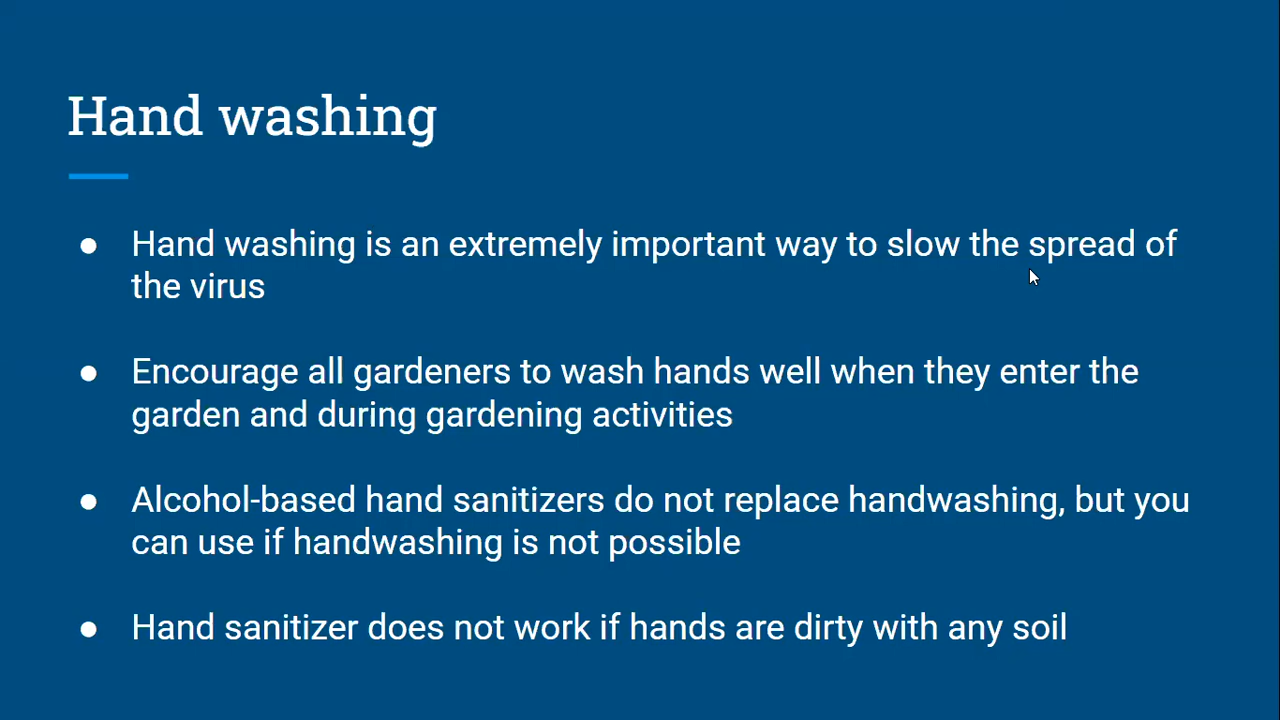 Hand washing
● Hand washing is an extremely important way to slow the spread of
the virus
● Encourage all gardeners to wash hands well when they enter the
garden and during gardening activities
● Alcohol-based hand sanitizers do not replace handwashing, but you
can use if handwashing is not possible
● Hand sanitizer does not work if hands are dirty with any soil